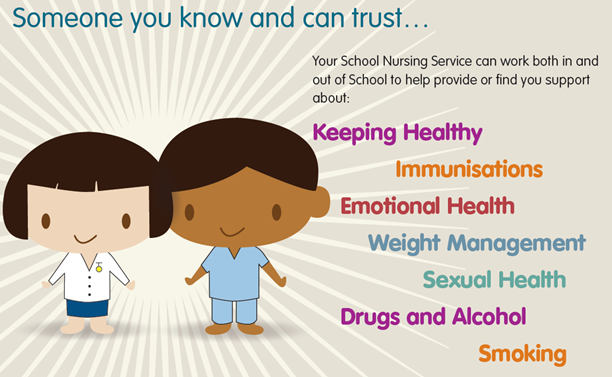 Someone you know and can trust...
Your School Nursing Service can work both in and
out of School to help provide or find you support
about:
Keeping Healthy
Immunisations
Emotional Health
Weight Management
Sexual Health
Drugs and Alcohol
Smoking